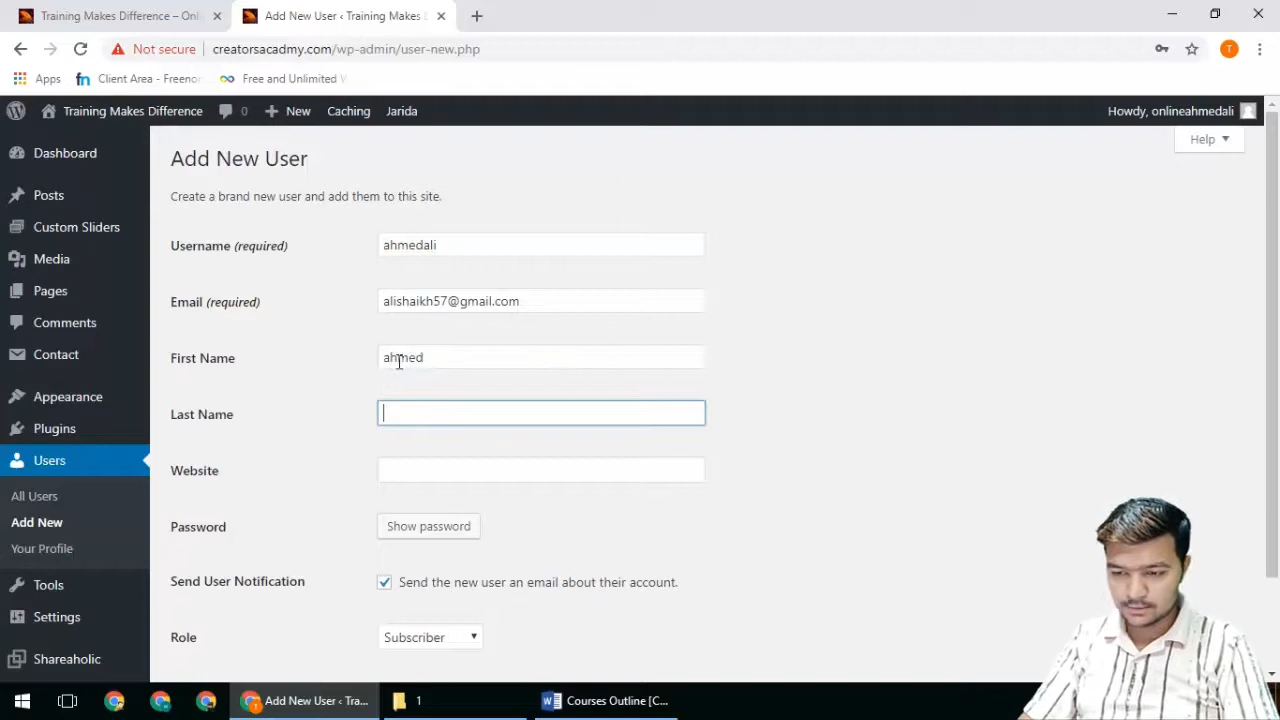 Training Makes Difference – Onli
Add New User ‹ Training Makes D
Not secure
creatorsacadmy.com/wp-admin/user-new.php
T
Apps
Client Area - Freeno
Free and Unlimited W
Training Makes Difference
0
New
Caching
Jarida
Howdy, onlineahmedali
Dashboard
Posts
Custom Sliders
Media
Pages
Comments
Contact
Appearance
Plugins
Users
All Users
Add New
Your Profile
Tools
Settings
Shareaholic
Help
Add New User
Create a brand new user and add them to this site.
Username (required)
ahmedali
Email (required)
alishaikh57@gmail.com
First Name
ahmed
Last Name
Website
Password
Show password
Send User Notification
Send the new user an email about their account.
Role
Subscriber
Add New User ‹ Tra...
1
Courses Outline [C...